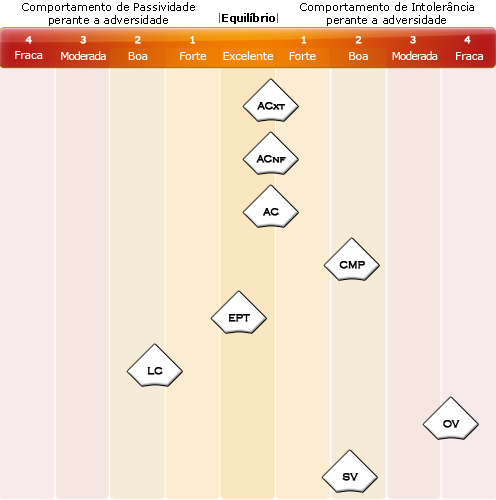 Comportamento de Passividade
perante a adversidade
|Equilíbrio|
Comportamento de Intolerância
perante a adversidade
4 3 2 1 1 2 3 4
Fraca Moderada Boa Forte Excelente Forte Boa Moderada Fraca
ACXT
ACNF
AC
CMP
EPT
LC
OV
SV